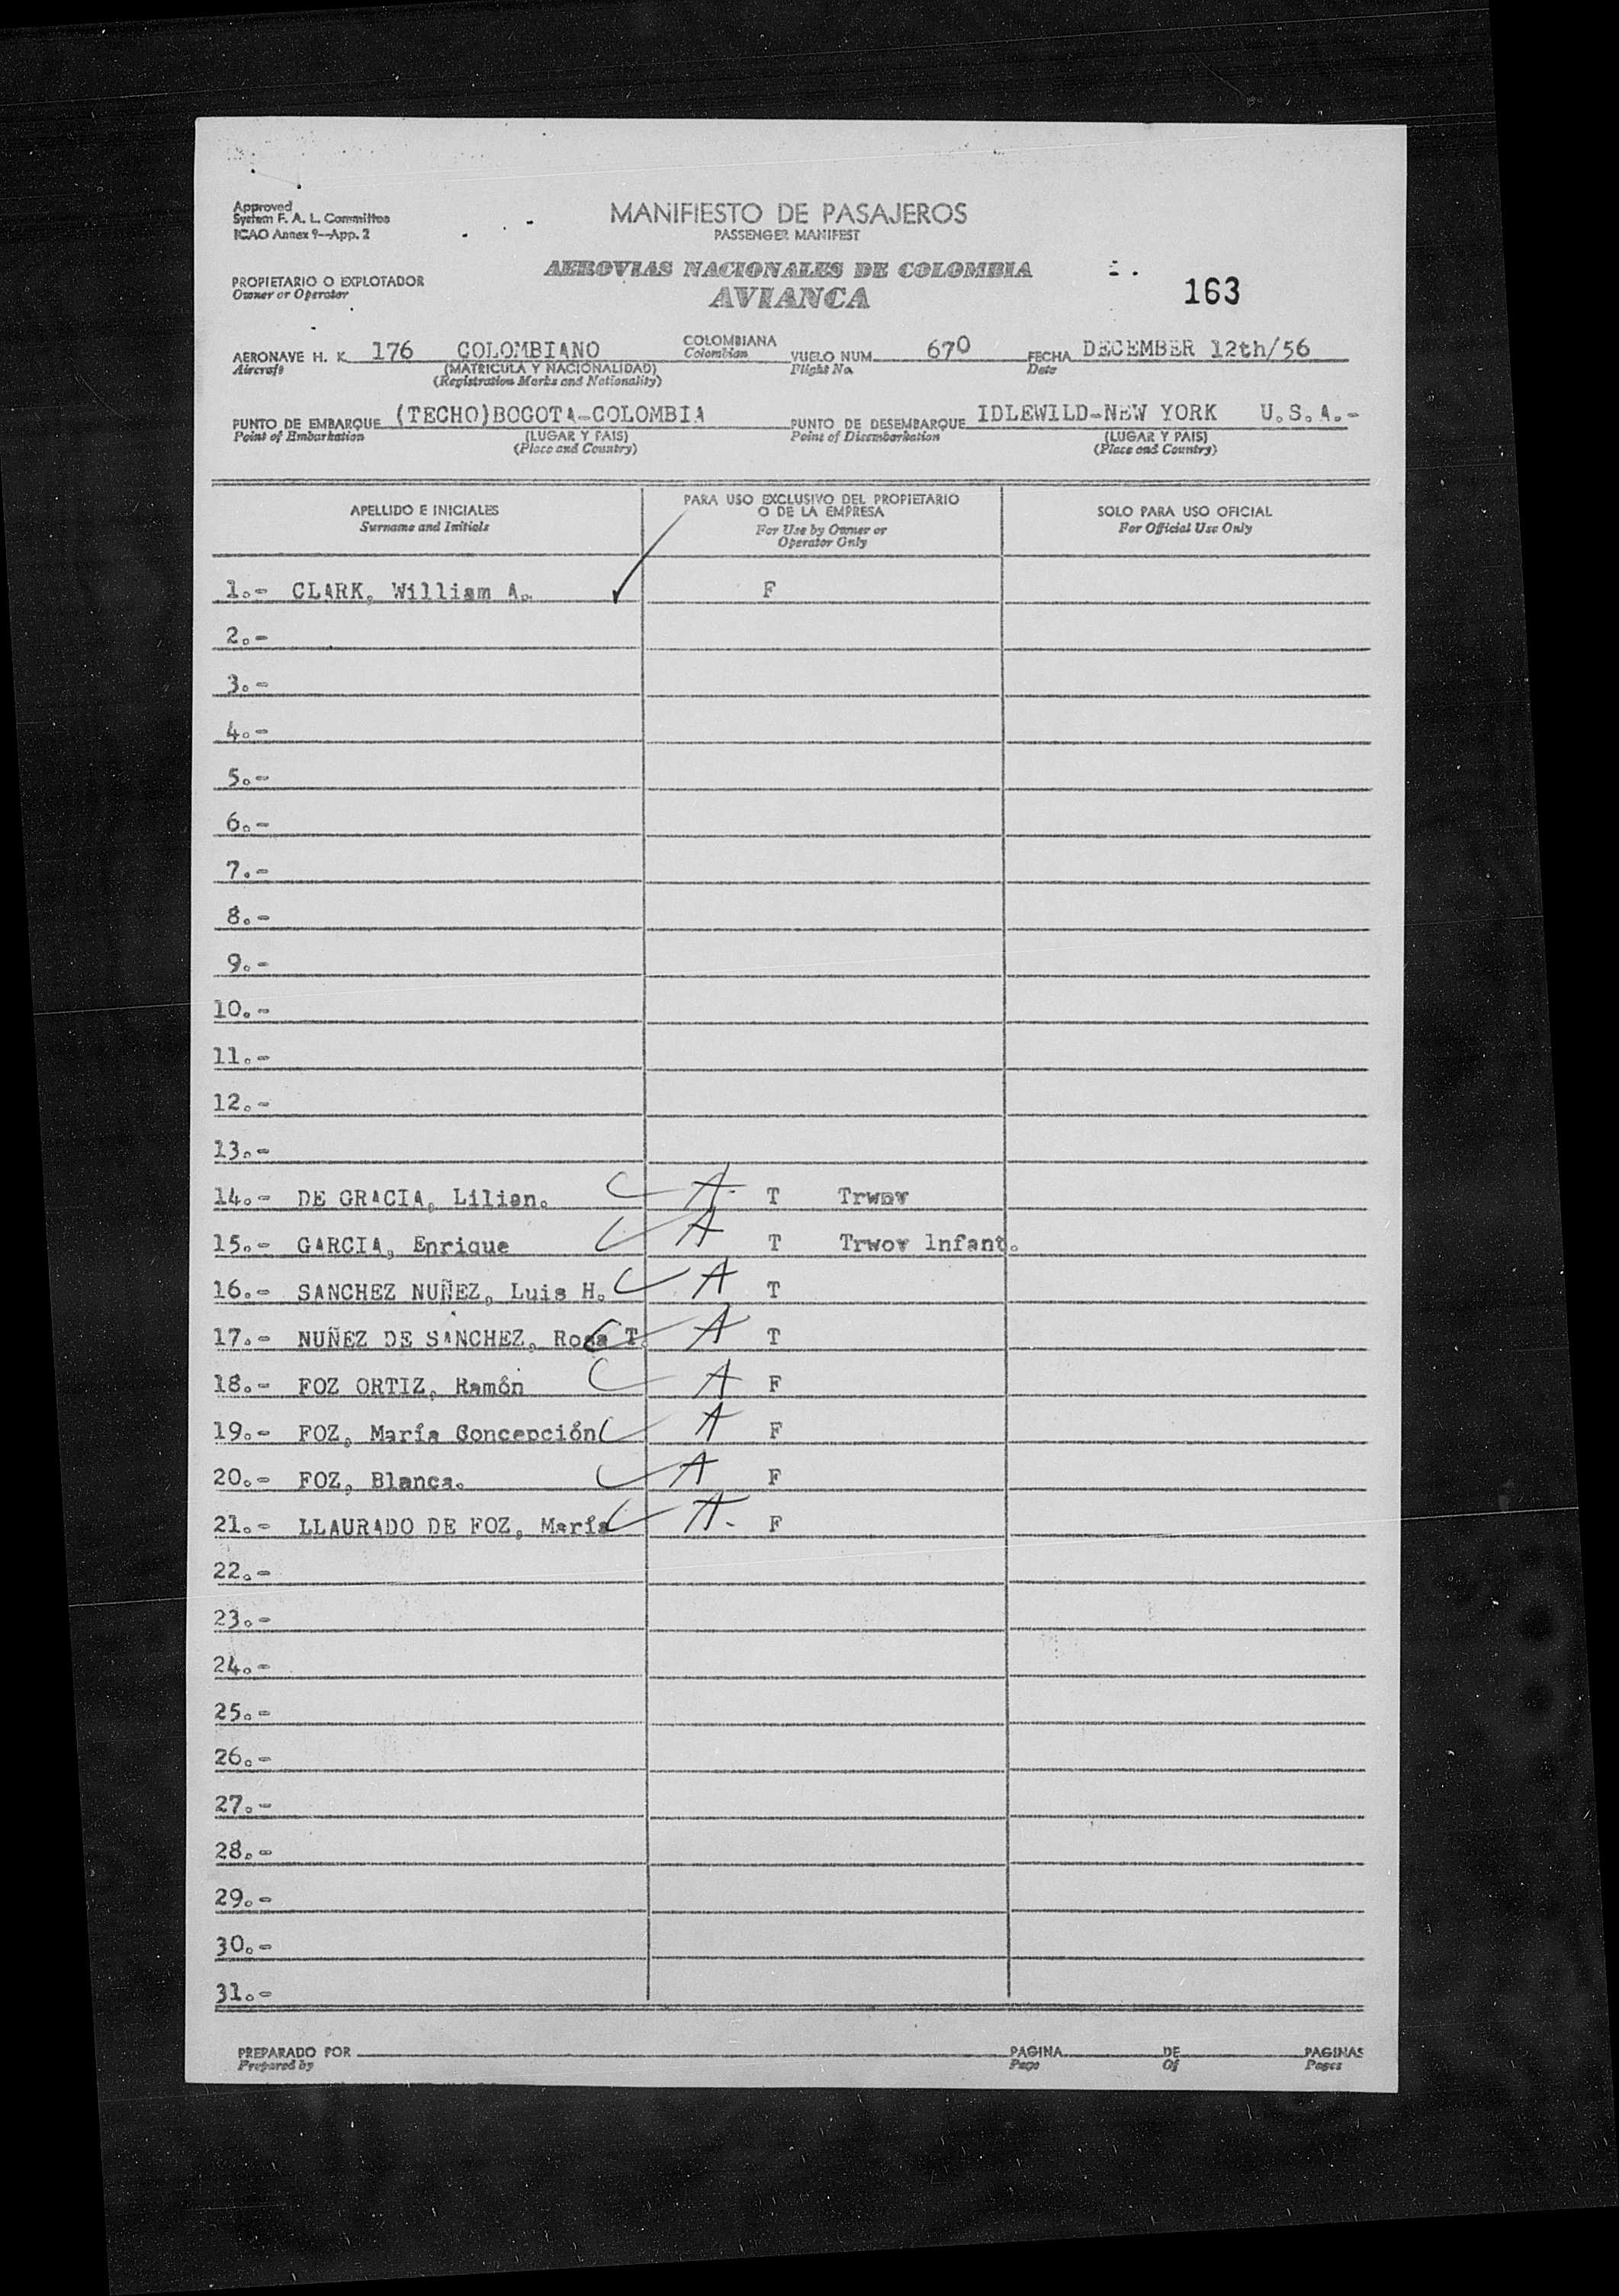 Approved
System F. A. L. Committee
ICAO Annex 9—App. 2
MANIFIESTO DE PASAJEROS
PASSENGER MANIFEST
PROPIETARIO O EXPLOTADOR
Owner or Operator
AEROVIAS NACIONALES DE COLOMBIA
AVIANCA
163
AERONAVE H. K. 176 COLOMBIANO COLOMBIANA VUELO NUM. 670 FECHA DECEMBER 12th/56
Aircraft (MATRICULA Y NACIONALIDAD) Colombian Flight No. Date
(Registration Marks and Nationality)
PUNTO DE EMBARQUE (TECHO)BOGOTA-COLOMBIA PUNTO DE DESEMBARQUE IDLEWILD-NEW YORK U.S.A.-
Point of Embarkation (LUGAR Y PAIS) Point of Disembarkation (LUGAR Y PAIS)
(Place and Country) (Place and Country)
APELLIDO E INICIALES PARA USO EXCLUSIVO DEL PROPIETARIO SOLO PARA USO OFICIAL
Surname and Initials O DE LA EMPRESA For Official Use Only
For Use by Owner or
Operator Only
1.- CLARK, William A. F
2.-
3.-
4.-
5.-
6.-
7.-
8.-
9.-
10.-
11.-
12.-
13.-
14.- DE GRACIA, Lilian. A. T
15.- GARCIA, Enrique A T Infant.
16.- SANCHEZ NUÑEZ, Luis H. A T
17.- NUÑEZ DE SANCHEZ, Rosa T. A T
18.- FOZ ORTIZ, Ramón A F
19.- FOZ, María Concepción A F
20.- FOZ, Blanca. A F
21.- LLAURADO DE FOZ, María A. F
22.-
23.-
24.-
25.-
26.-
27.-
28.-
29.-
30.-
31.-
PREPARADO POR PAGINA DE PAGINAS
Prepared by Page Of Pages